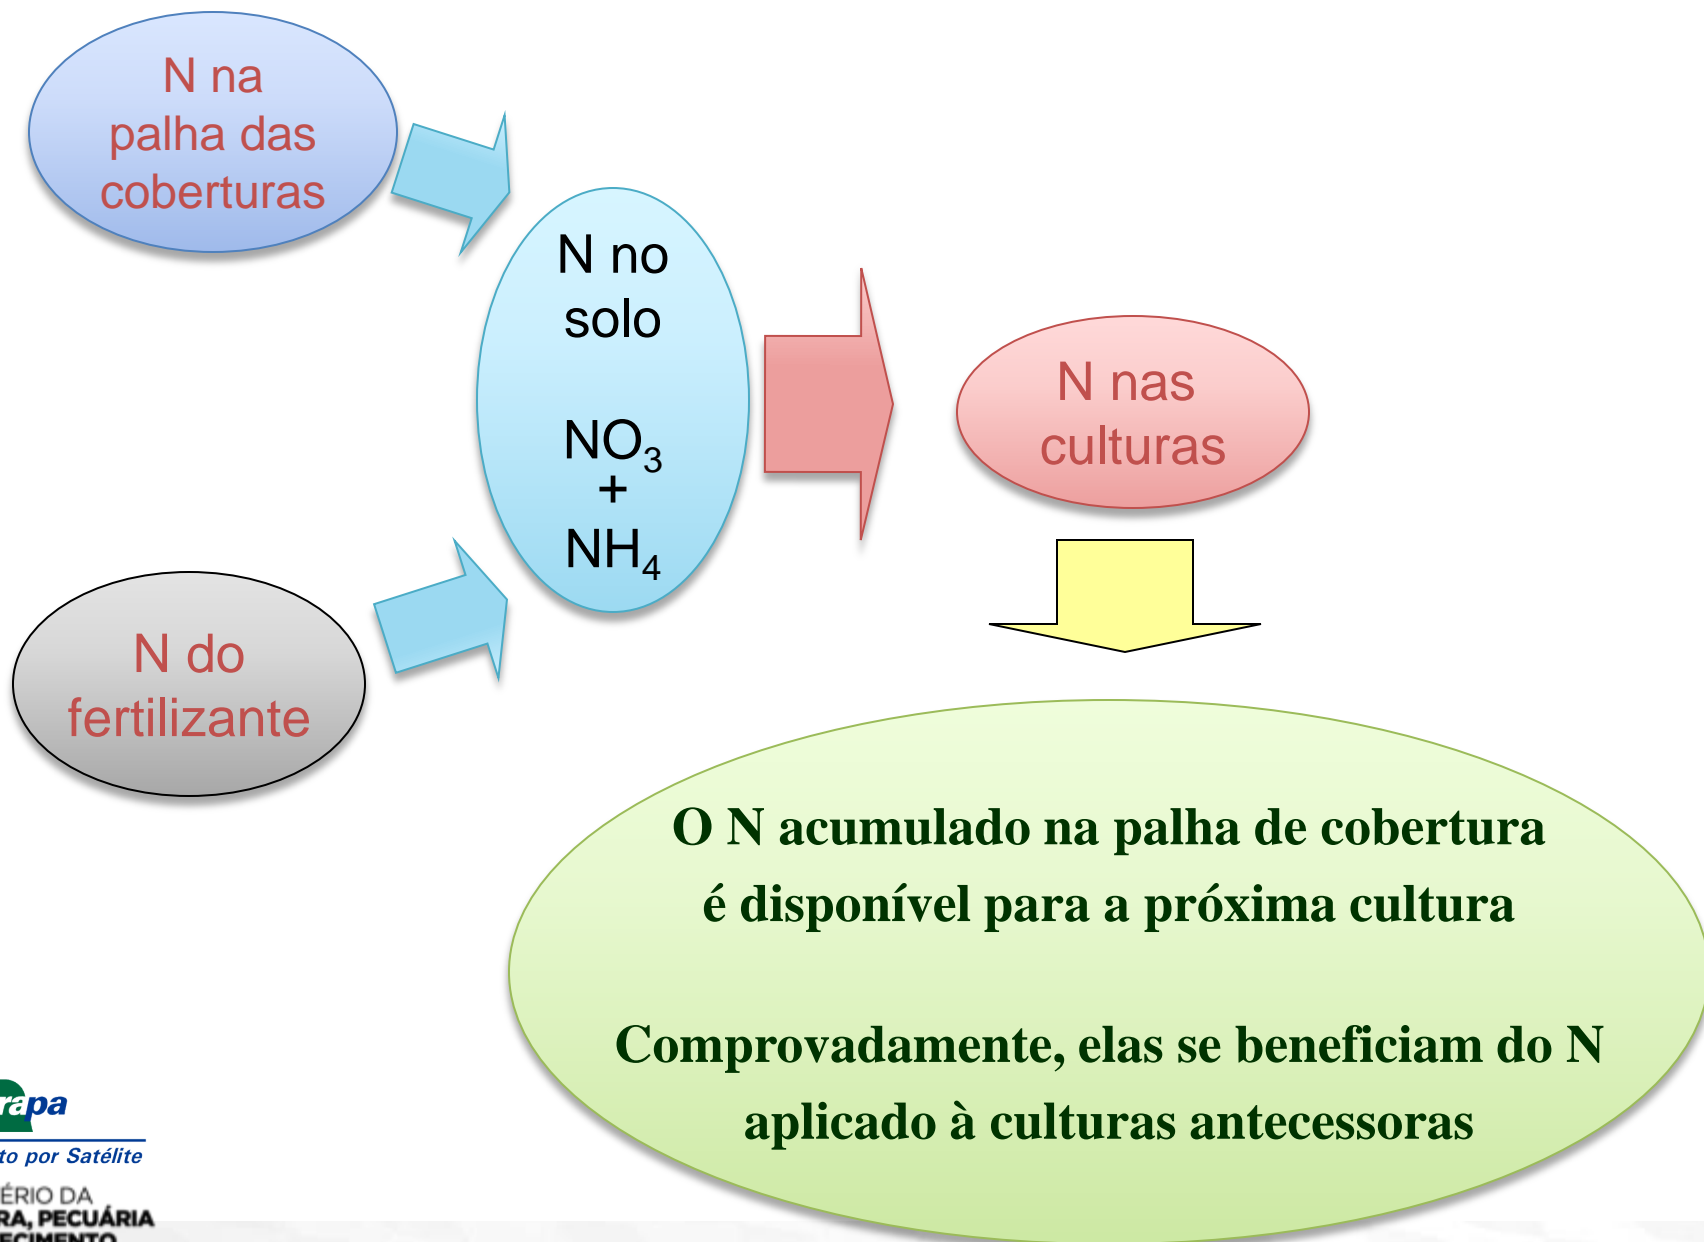 N na
palha das
coberturas
N no
solo
NO₃
+
NH₄
N nas
culturas
N do
fertilizante
O N acumulado na palha de cobertura
é disponível para a próxima cultura
Comprovadamente, elas se beneficiam do N
aplicado à culturas antecessoras
rapa
to por Satélite
ÉRIO DA
RA, PECUÁRIA
ECIMENTO